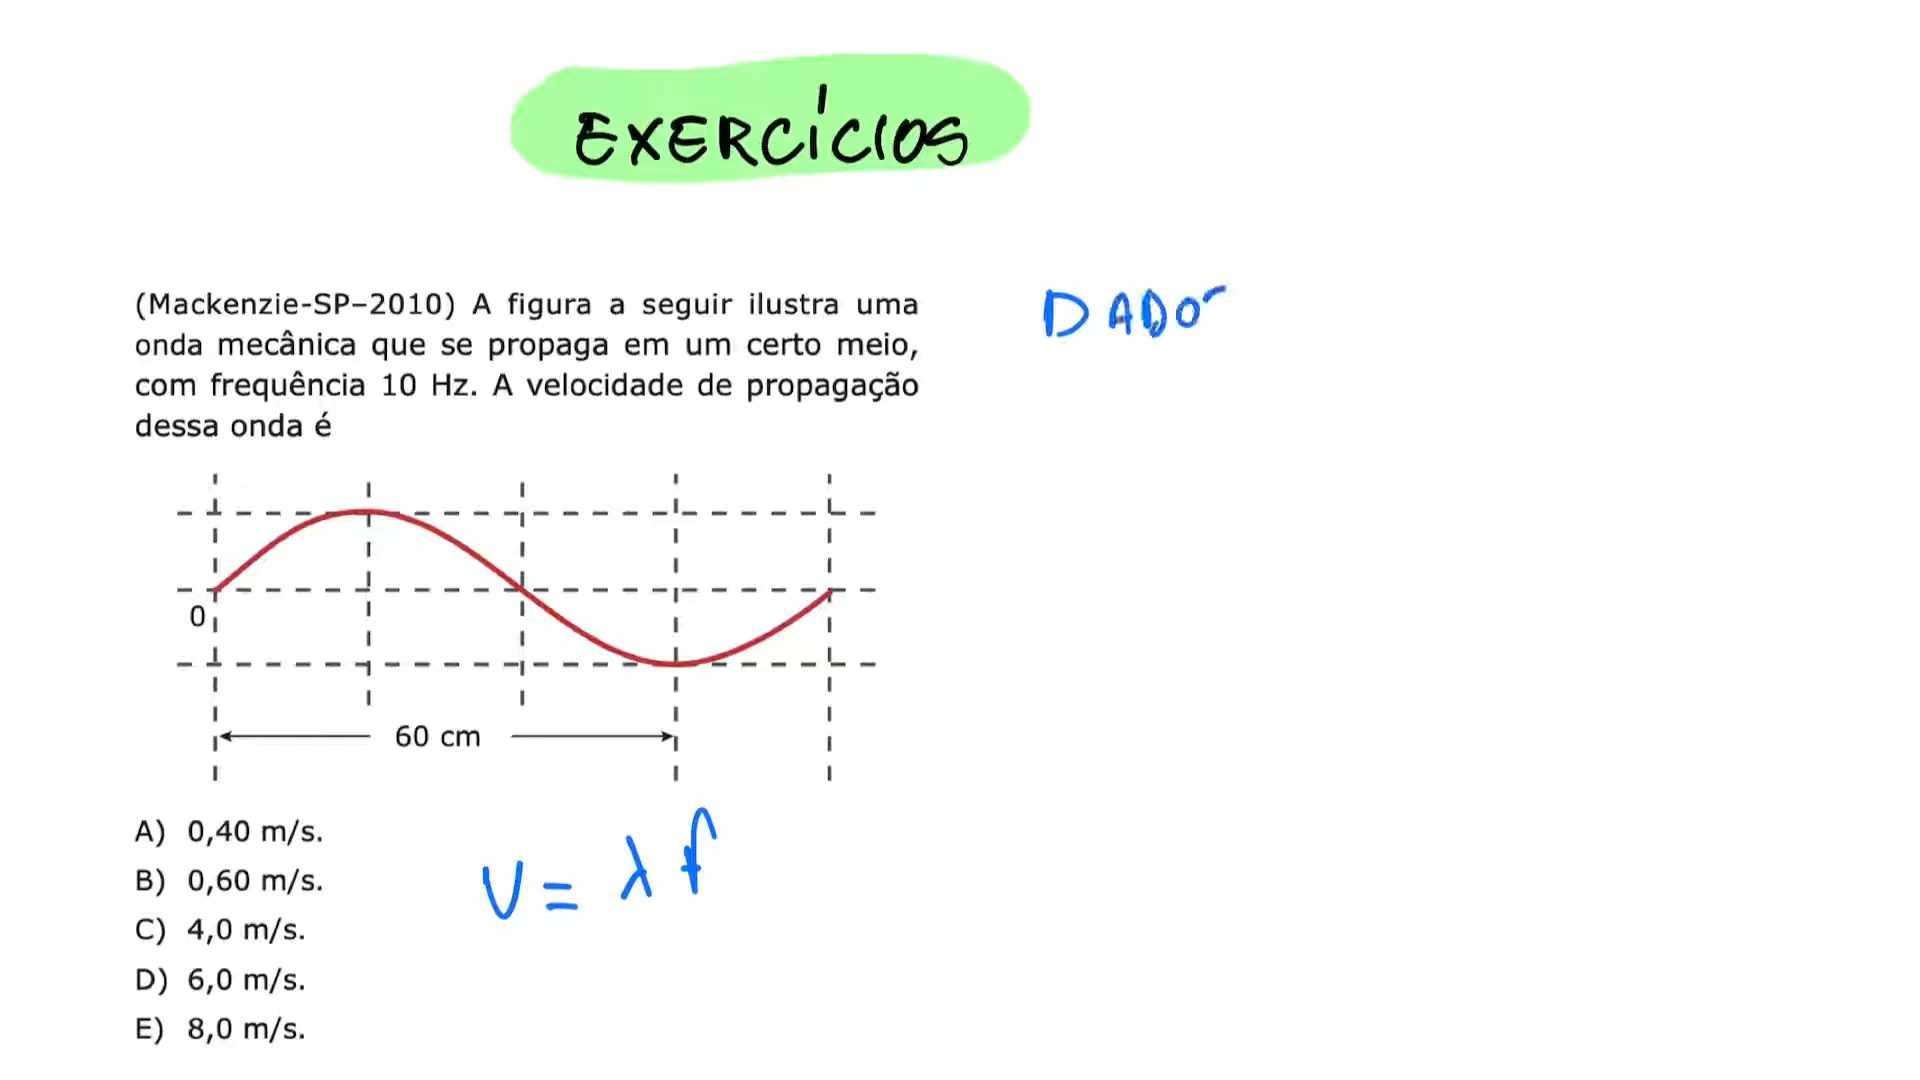 EXERCÍCIOS
(Mackenzie-SP–2010) A figura a seguir ilustra uma
onda mecânica que se propaga em um certo meio,
com frequência 10 Hz. A velocidade de propagação
dessa onda é
DADO
0
60 cm
A) 0,40 m/s.
B) 0,60 m/s.
C) 4,0 m/s.
D) 6,0 m/s.
E) 8,0 m/s.
V = λ f